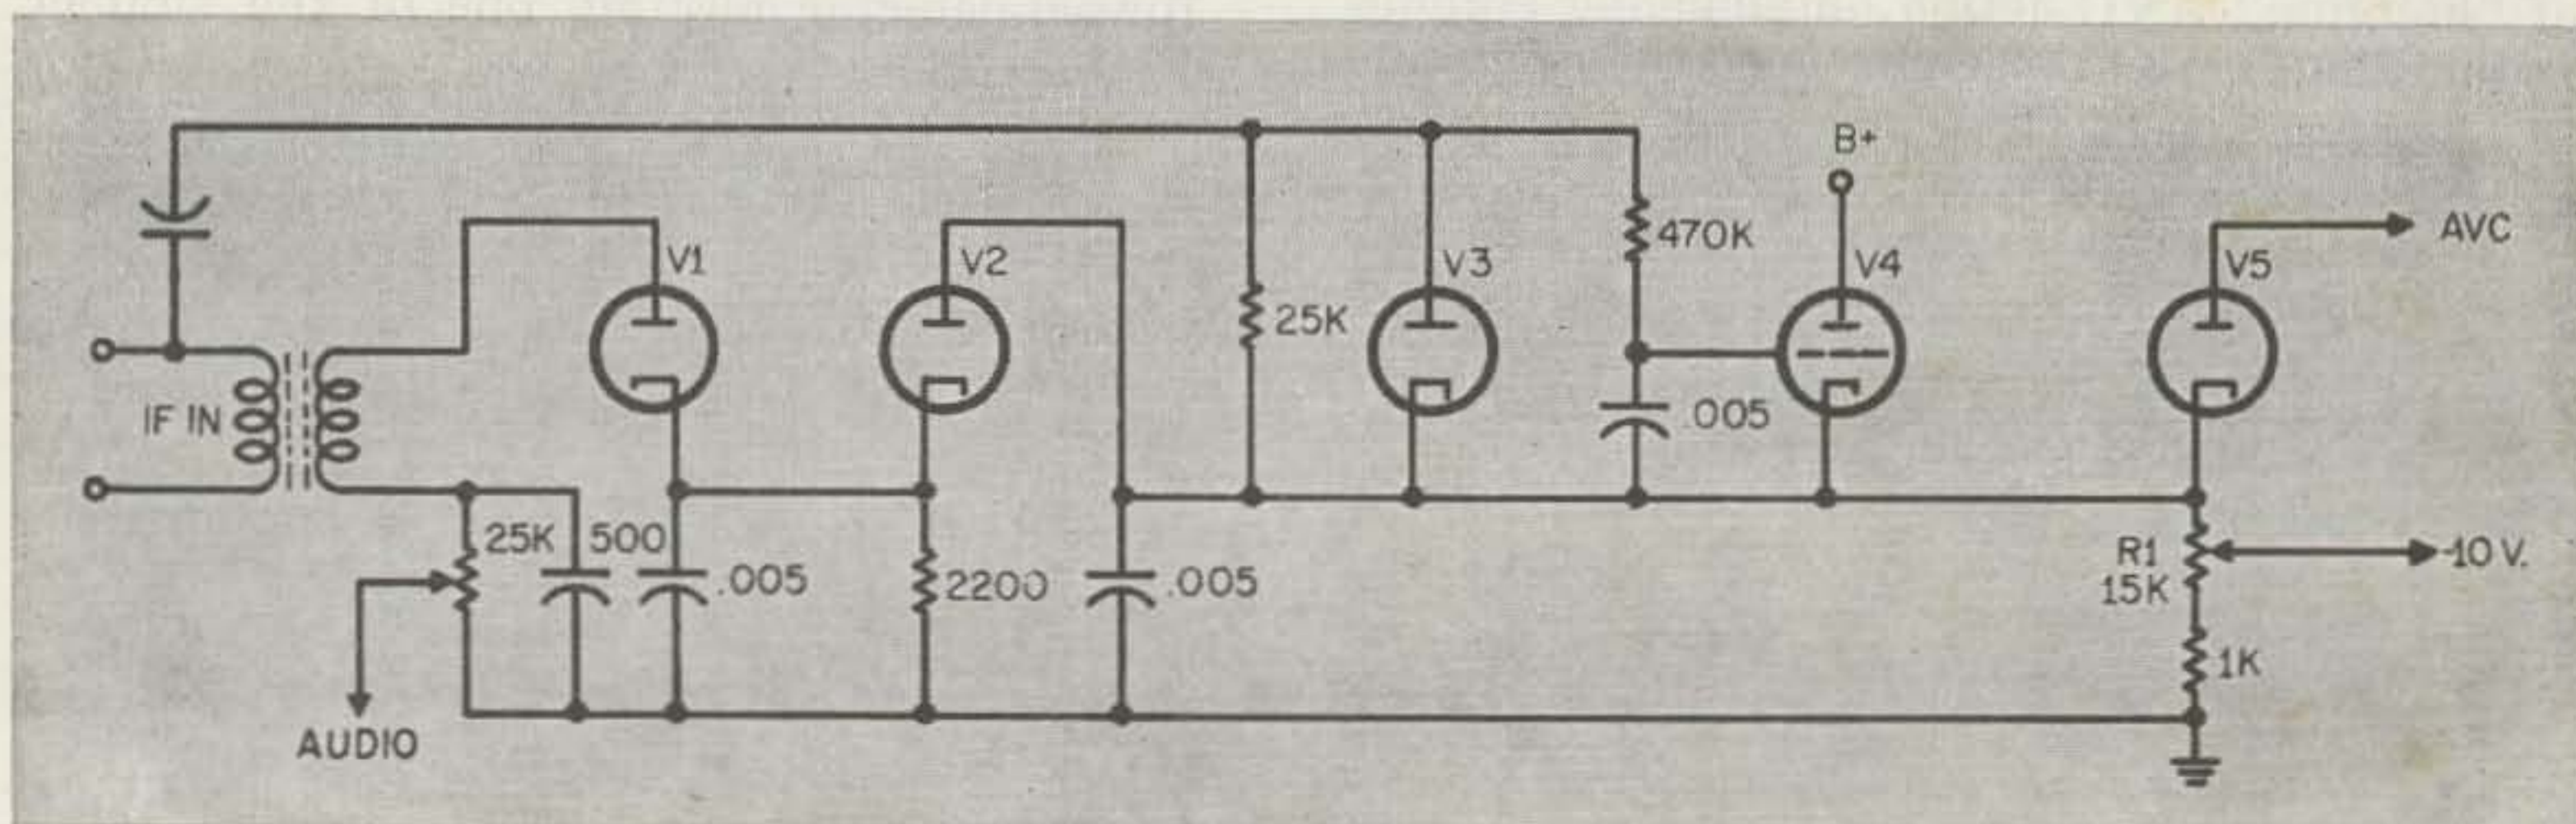 B+
V1
V2
V3
470K
V4
V5
AVC
25K
IF IN
.005
25K
500
.005
2200
.005
R1
15K
-10 V.
1K
AUDIO